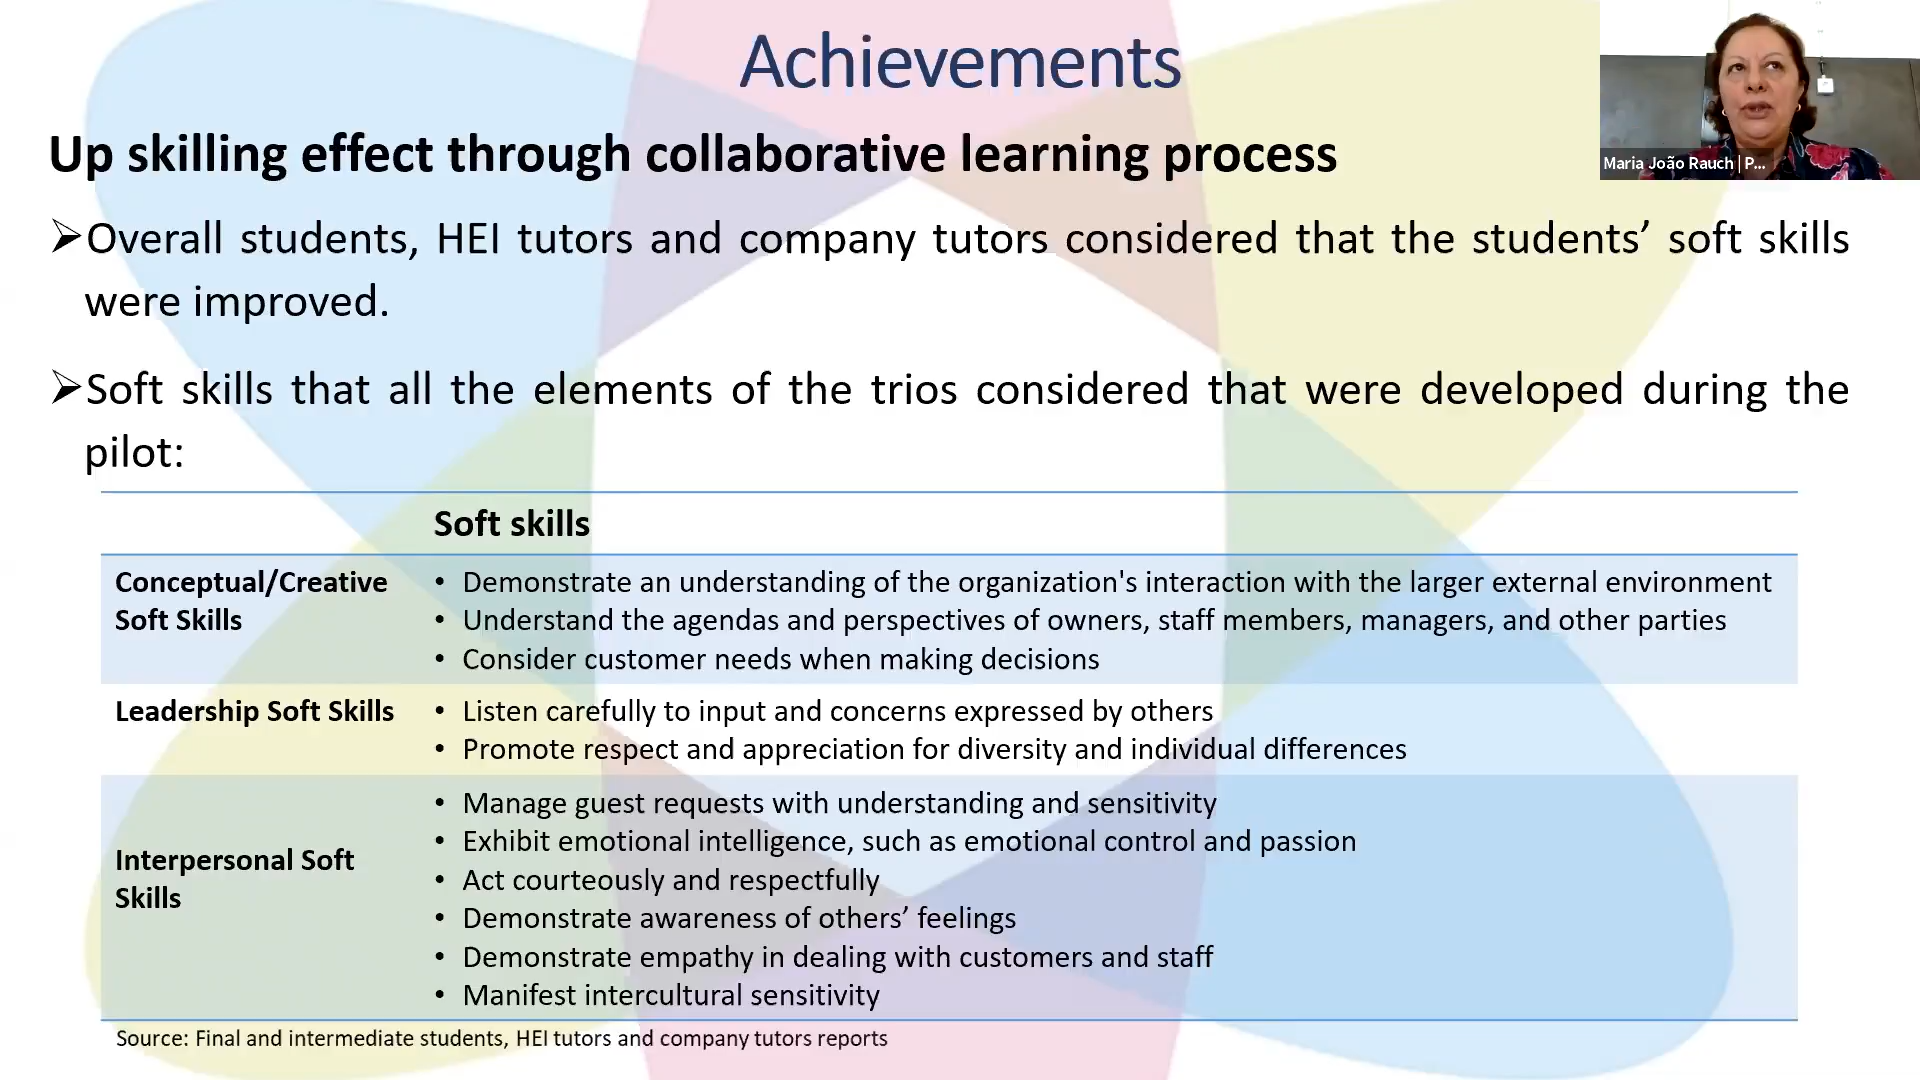 Achievements
Maria João Rauch | P...
Up skilling effect through collaborative learning process
➢Overall students, HEI tutors and company tutors considered that the students’ soft skills
were improved.
➢Soft skills that all the elements of the trios considered that were developed during the
pilot:
Soft skills
Conceptual/Creative
Soft Skills
• Demonstrate an understanding of the organization's interaction with the larger external environment
• Understand the agendas and perspectives of owners, staff members, managers, and other parties
• Consider customer needs when making decisions
Leadership Soft Skills
• Listen carefully to input and concerns expressed by others
• Promote respect and appreciation for diversity and individual differences
Interpersonal Soft
Skills
• Manage guest requests with understanding and sensitivity
• Exhibit emotional intelligence, such as emotional control and passion
• Act courteously and respectfully
• Demonstrate awareness of others’ feelings
• Demonstrate empathy in dealing with customers and staff
• Manifest intercultural sensitivity
Source: Final and intermediate students, HEI tutors and company tutors reports